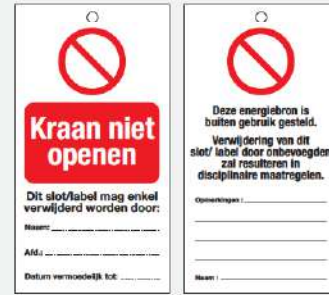 Kraan niet
openen
Dit slot/label mag enkel
verwijderd worden door:
Naam:
Afd.:
Datum vermoedelijk tot:
Deze energiebron is
buiten gebruik gesteld.
Verwijdering van dit
slot/ label door onbevoegden
zal resulteren in
disciplinaire maatregelen.
Opmerkingen :
Naam :